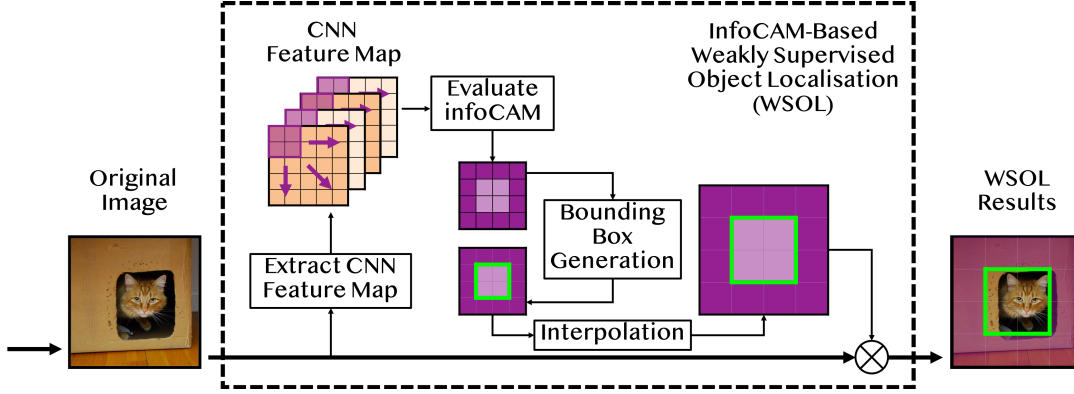 CNN
Feature Map
InfoCAM-Based
Weakly Supervised
Object Localisation
(WSOL)
Evaluate
infoCAM
Original
Image
WSOL
Results
Bounding
Box
Generation
Extract CNN
Feature Map
Interpolation